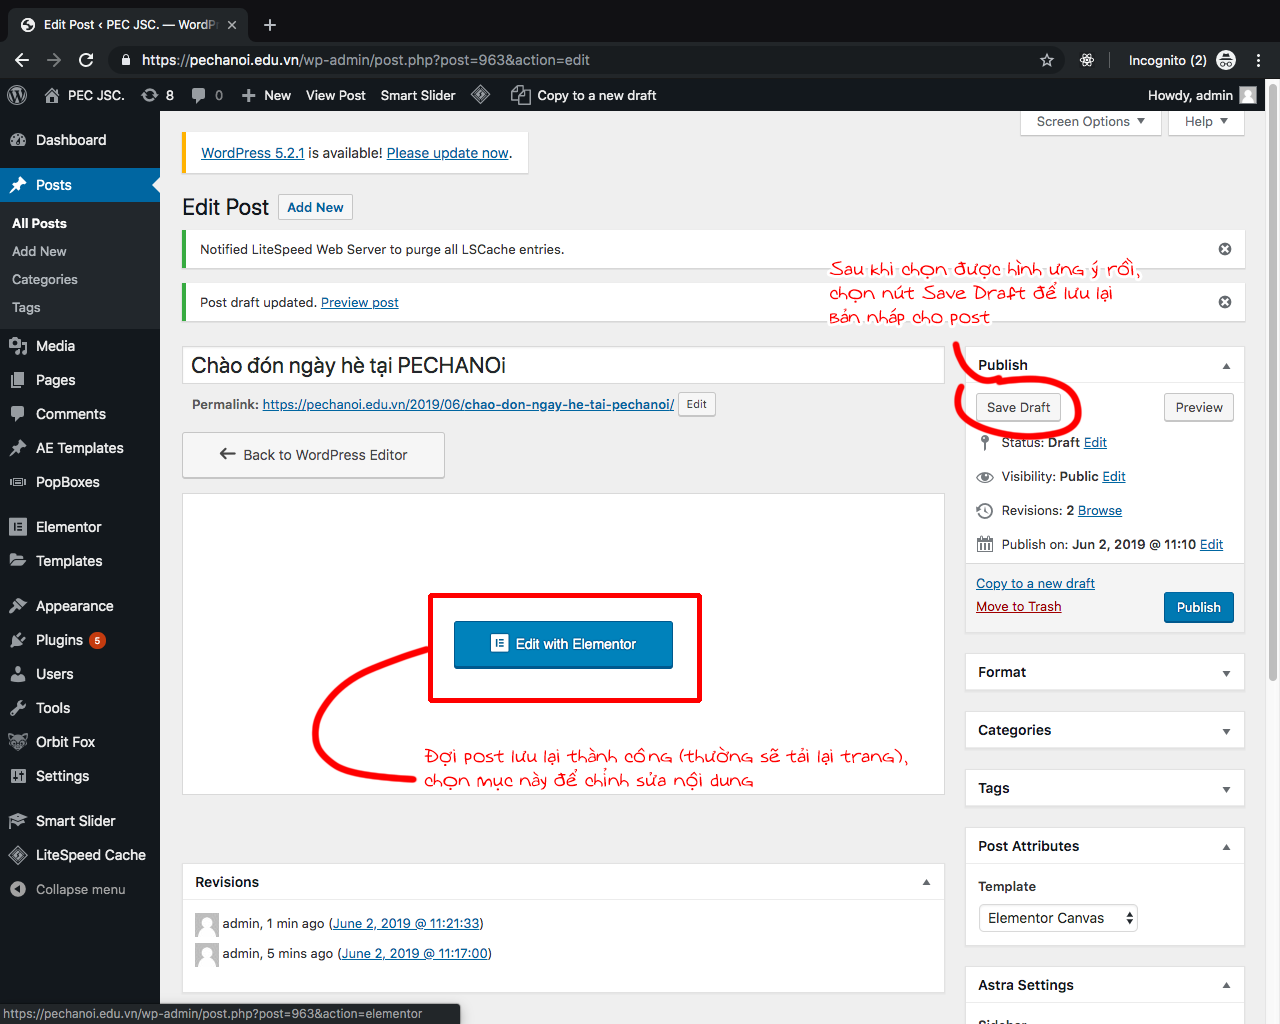 Edit Post ‹ PEC JSC. — WordP
https://pechanoi.edu.vn/wp-admin/post.php?post=963&action=edit
Incognito (2)
PEC JSC.
8
0
New
View Post
Smart Slider
Copy to a new draft
Howdy, admin
Screen Options
Help
Dashboard
Posts
All Posts
Add New
Categories
Tags
Media
Pages
Comments
AE Templates
PopBoxes
Elementor
Templates
Appearance
Plugins 5
Users
Tools
Orbit Fox
Settings
Smart Slider
LiteSpeed Cache
Collapse menu
WordPress 5.2.1 is available! Please update now.
Edit Post
Add New
Notified LiteSpeed Web Server to purge all LSCache entries.
Post draft updated. Preview post
Sau khi chọn được hình ưng ý rồi,
chọn nút Save Draft để lưu lại
bản nháp cho post
Chào đón ngày hè tại PECHANOi
Permalink: https://pechanoi.edu.vn/2019/06/chao-don-ngay-he-tai-pechanoi/ Edit
Back to WordPress Editor
Edit with Elementor
Đợi post lưu lại thành công (thường sẽ tải lại trang),
chọn mục này để chỉnh sửa nội dung
Revisions
admin, 1 min ago (June 2, 2019 @ 11:21:33)
admin, 5 mins ago (June 2, 2019 @ 11:17:00)
Publish
Save Draft
Preview
Status: Draft Edit
Visibility: Public Edit
Revisions: 2 Browse
Publish on: Jun 2, 2019 @ 11:10 Edit
Copy to a new draft
Move to Trash
Publish
Format
Categories
Tags
Post Attributes
Template
Elementor Canvas
Astra Settings
https://pechanoi.edu.vn/wp-admin/post.php?post=963&action=elementor